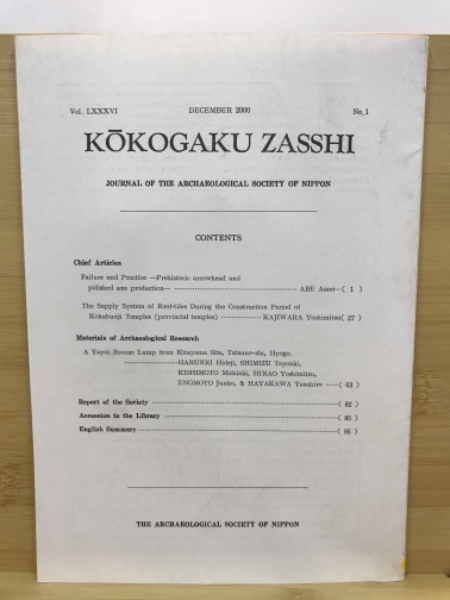 Vol. LXXXVI DECEMBER 2000 No.1
KŌKOGAKU ZASSHI
JOURNAL OF THE ARCHAEOLOGICAL SOCIETY OF NIPPON
CONTENTS
Chief Articles
Failure and Practice —Prehistoric arrowhead and
polished axe production— ABE Asaei ( 1 )
The Supply System of Roof-tiles During the Construction Period of
Kokubunji Temples (provincial temples) KAJIWARA Yoshimitsu ( 27 )
Materials of Archaeological Research
A Yayoi Bronze Lump from Kitayama Site, Tatsuno-shi, Hyogo.
HARUNRI Hideji, SHIMIZU Toyoaki,
KISHIMOTO Michiaki, HIRAO Yoshimitsu,
ENOMOTO Junko, & HAYAKAWA Yasuhiro ( 63 )
Report of the Society ( 82 )
Accession to the Library ( 85 )
English Summary ( 86 )
THE ARCHAEOLOGICAL SOCIETY OF NIPPON